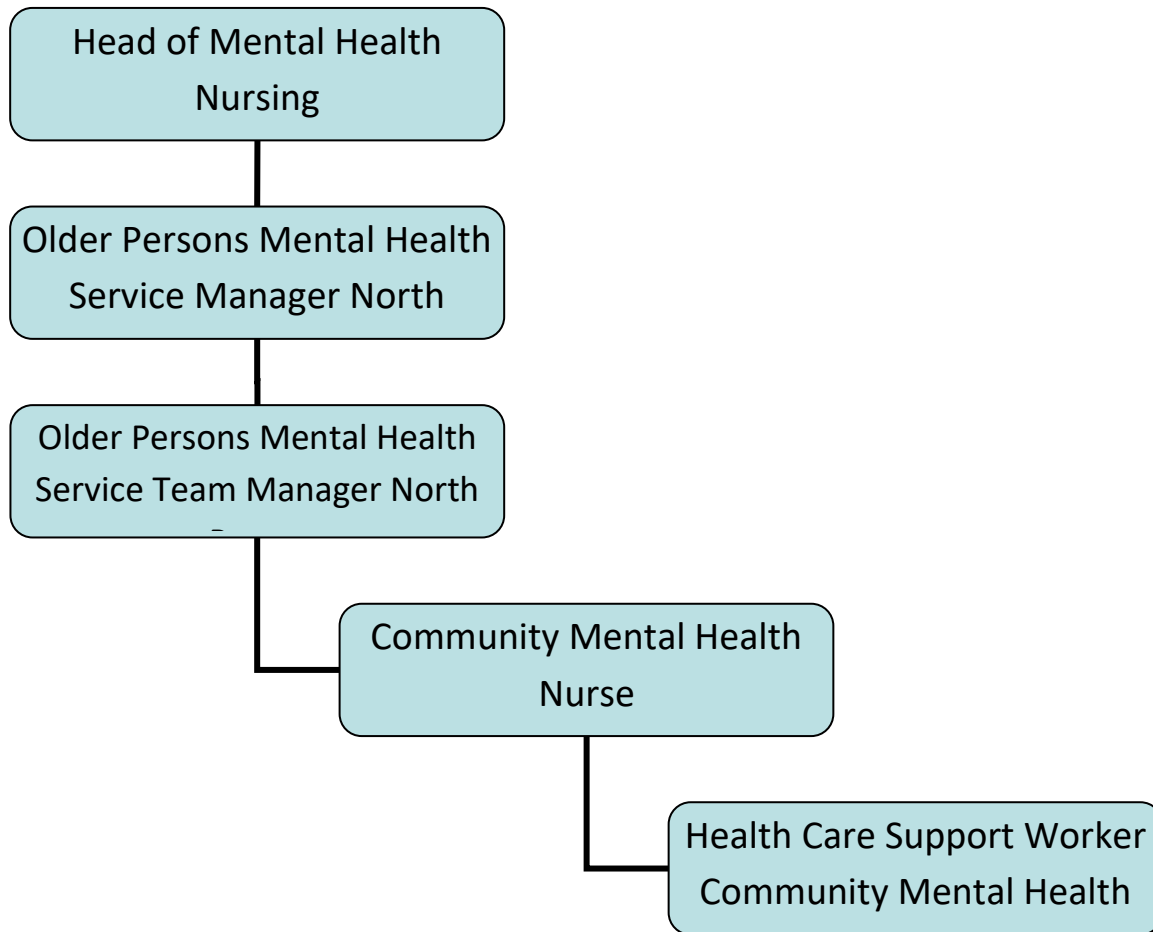 Head of Mental Health
Nursing
Older Persons Mental Health
Service Manager North
Older Persons Mental Health
Service Team Manager North
Community Mental Health
Nurse
Health Care Support Worker
Community Mental Health